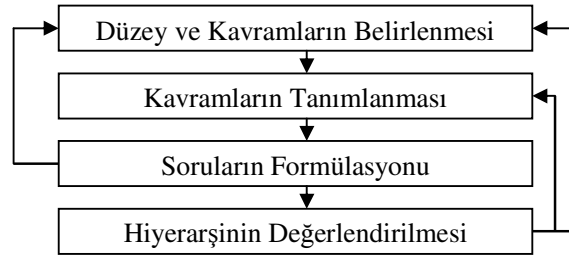 Düzey ve Kavramların Belirlenmesi
Kavramların Tanımlanması
Soruların Formülasyonu
Hiyerarşinin Değerlendirilmesi